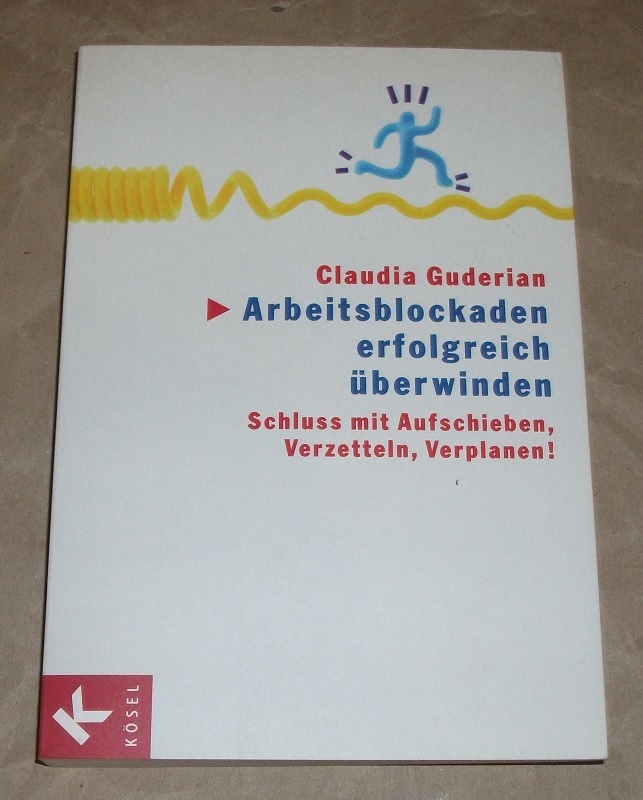 Claudia Guderian
Arbeitsblockaden
erfolgreich
überwinden
Schluss mit Aufschieben,
Verzetteln, Verplanen!
K
KÖSEL